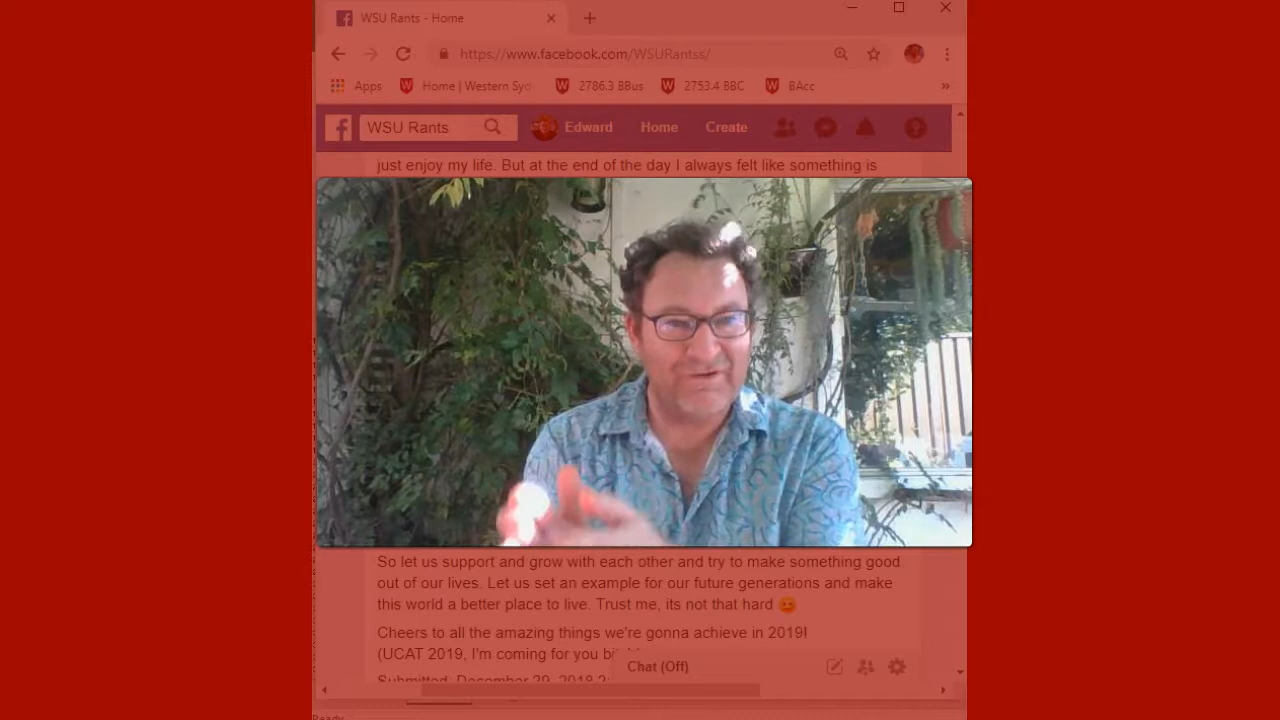 WSU Rants - Home
https://www.facebook.com/WSURantss/
Apps Home | Western Syd 2786.3 BBus 2753.4 BBC BAcc »
WSU Rants Edward Home Create
just enjoy my life. But at the end of the day I always felt like something is
So let us support and grow with each other and try to make something good
out of our lives. Let us set an example for our future generations and make
this world a better place to live. Trust me, its not that hard 😊
Cheers to all the amazing things we're gonna achieve in 2019!
(UCAT 2019, I'm coming for you
Chat (Off)
Submitted: December 29, 2018
Ready